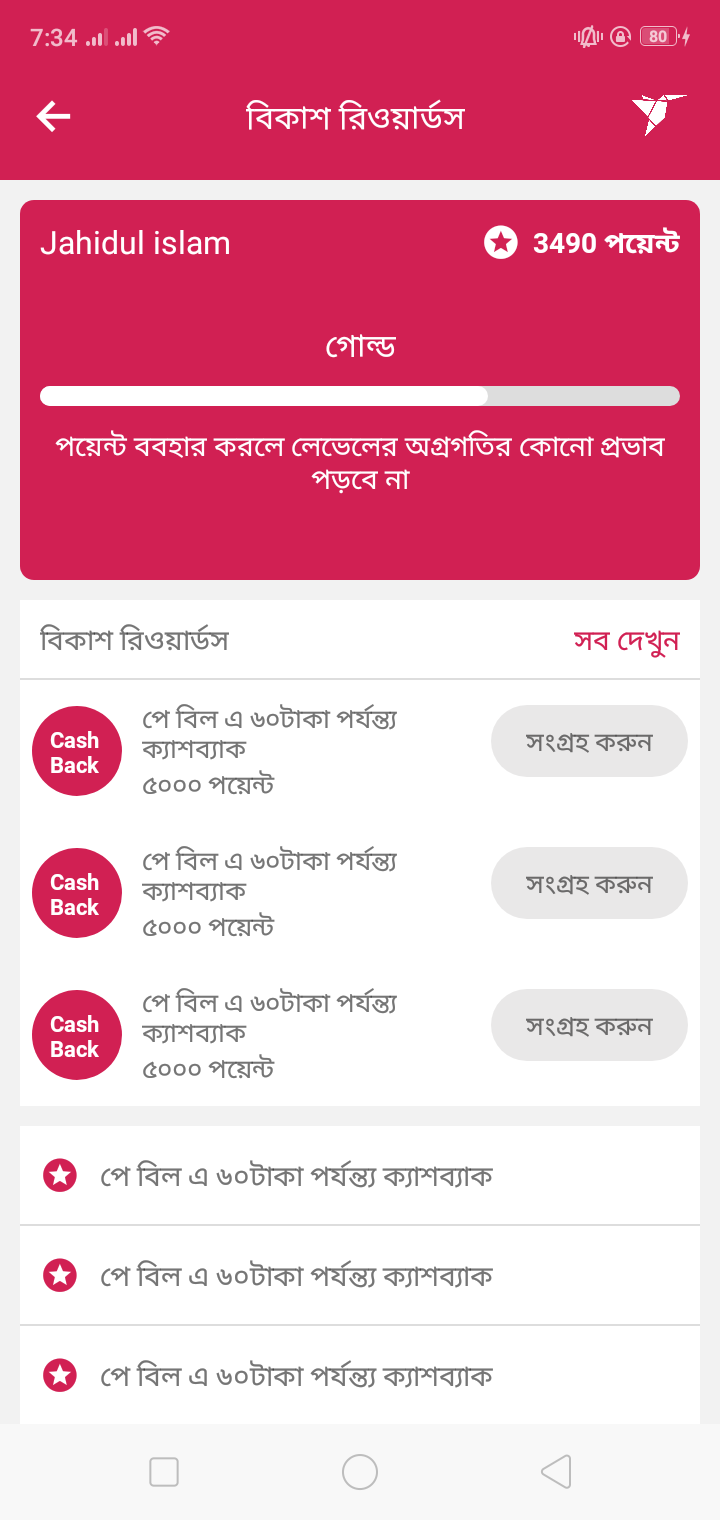 7:34
80
বিকাশ রিওয়ার্ডস
Jahidul islam
3490 পয়েন্ট
গোল্ড
পয়েন্ট ববহার করলে লেভেলের অগ্রগতির কোনো প্রভাব
পড়বে না
বিকাশ রিওয়ার্ডস
সব দেখুন
Cash
Back
পে বিল এ ৬০টাকা পর্যন্ত্য
ক্যাশব্যাক
৫০০০ পয়েন্ট
সংগ্রহ করুন
Cash
Back
পে বিল এ ৬০টাকা পর্যন্ত্য
ক্যাশব্যাক
৫০০০ পয়েন্ট
সংগ্রহ করুন
Cash
Back
পে বিল এ ৬০টাকা পর্যন্ত্য
ক্যাশব্যাক
৫০০০ পয়েন্ট
সংগ্রহ করুন
পে বিল এ ৬০টাকা পর্যন্ত্য ক্যাশব্যাক
পে বিল এ ৬০টাকা পর্যন্ত্য ক্যাশব্যাক
পে বিল এ ৬০টাকা পর্যন্ত্য ক্যাশব্যাক